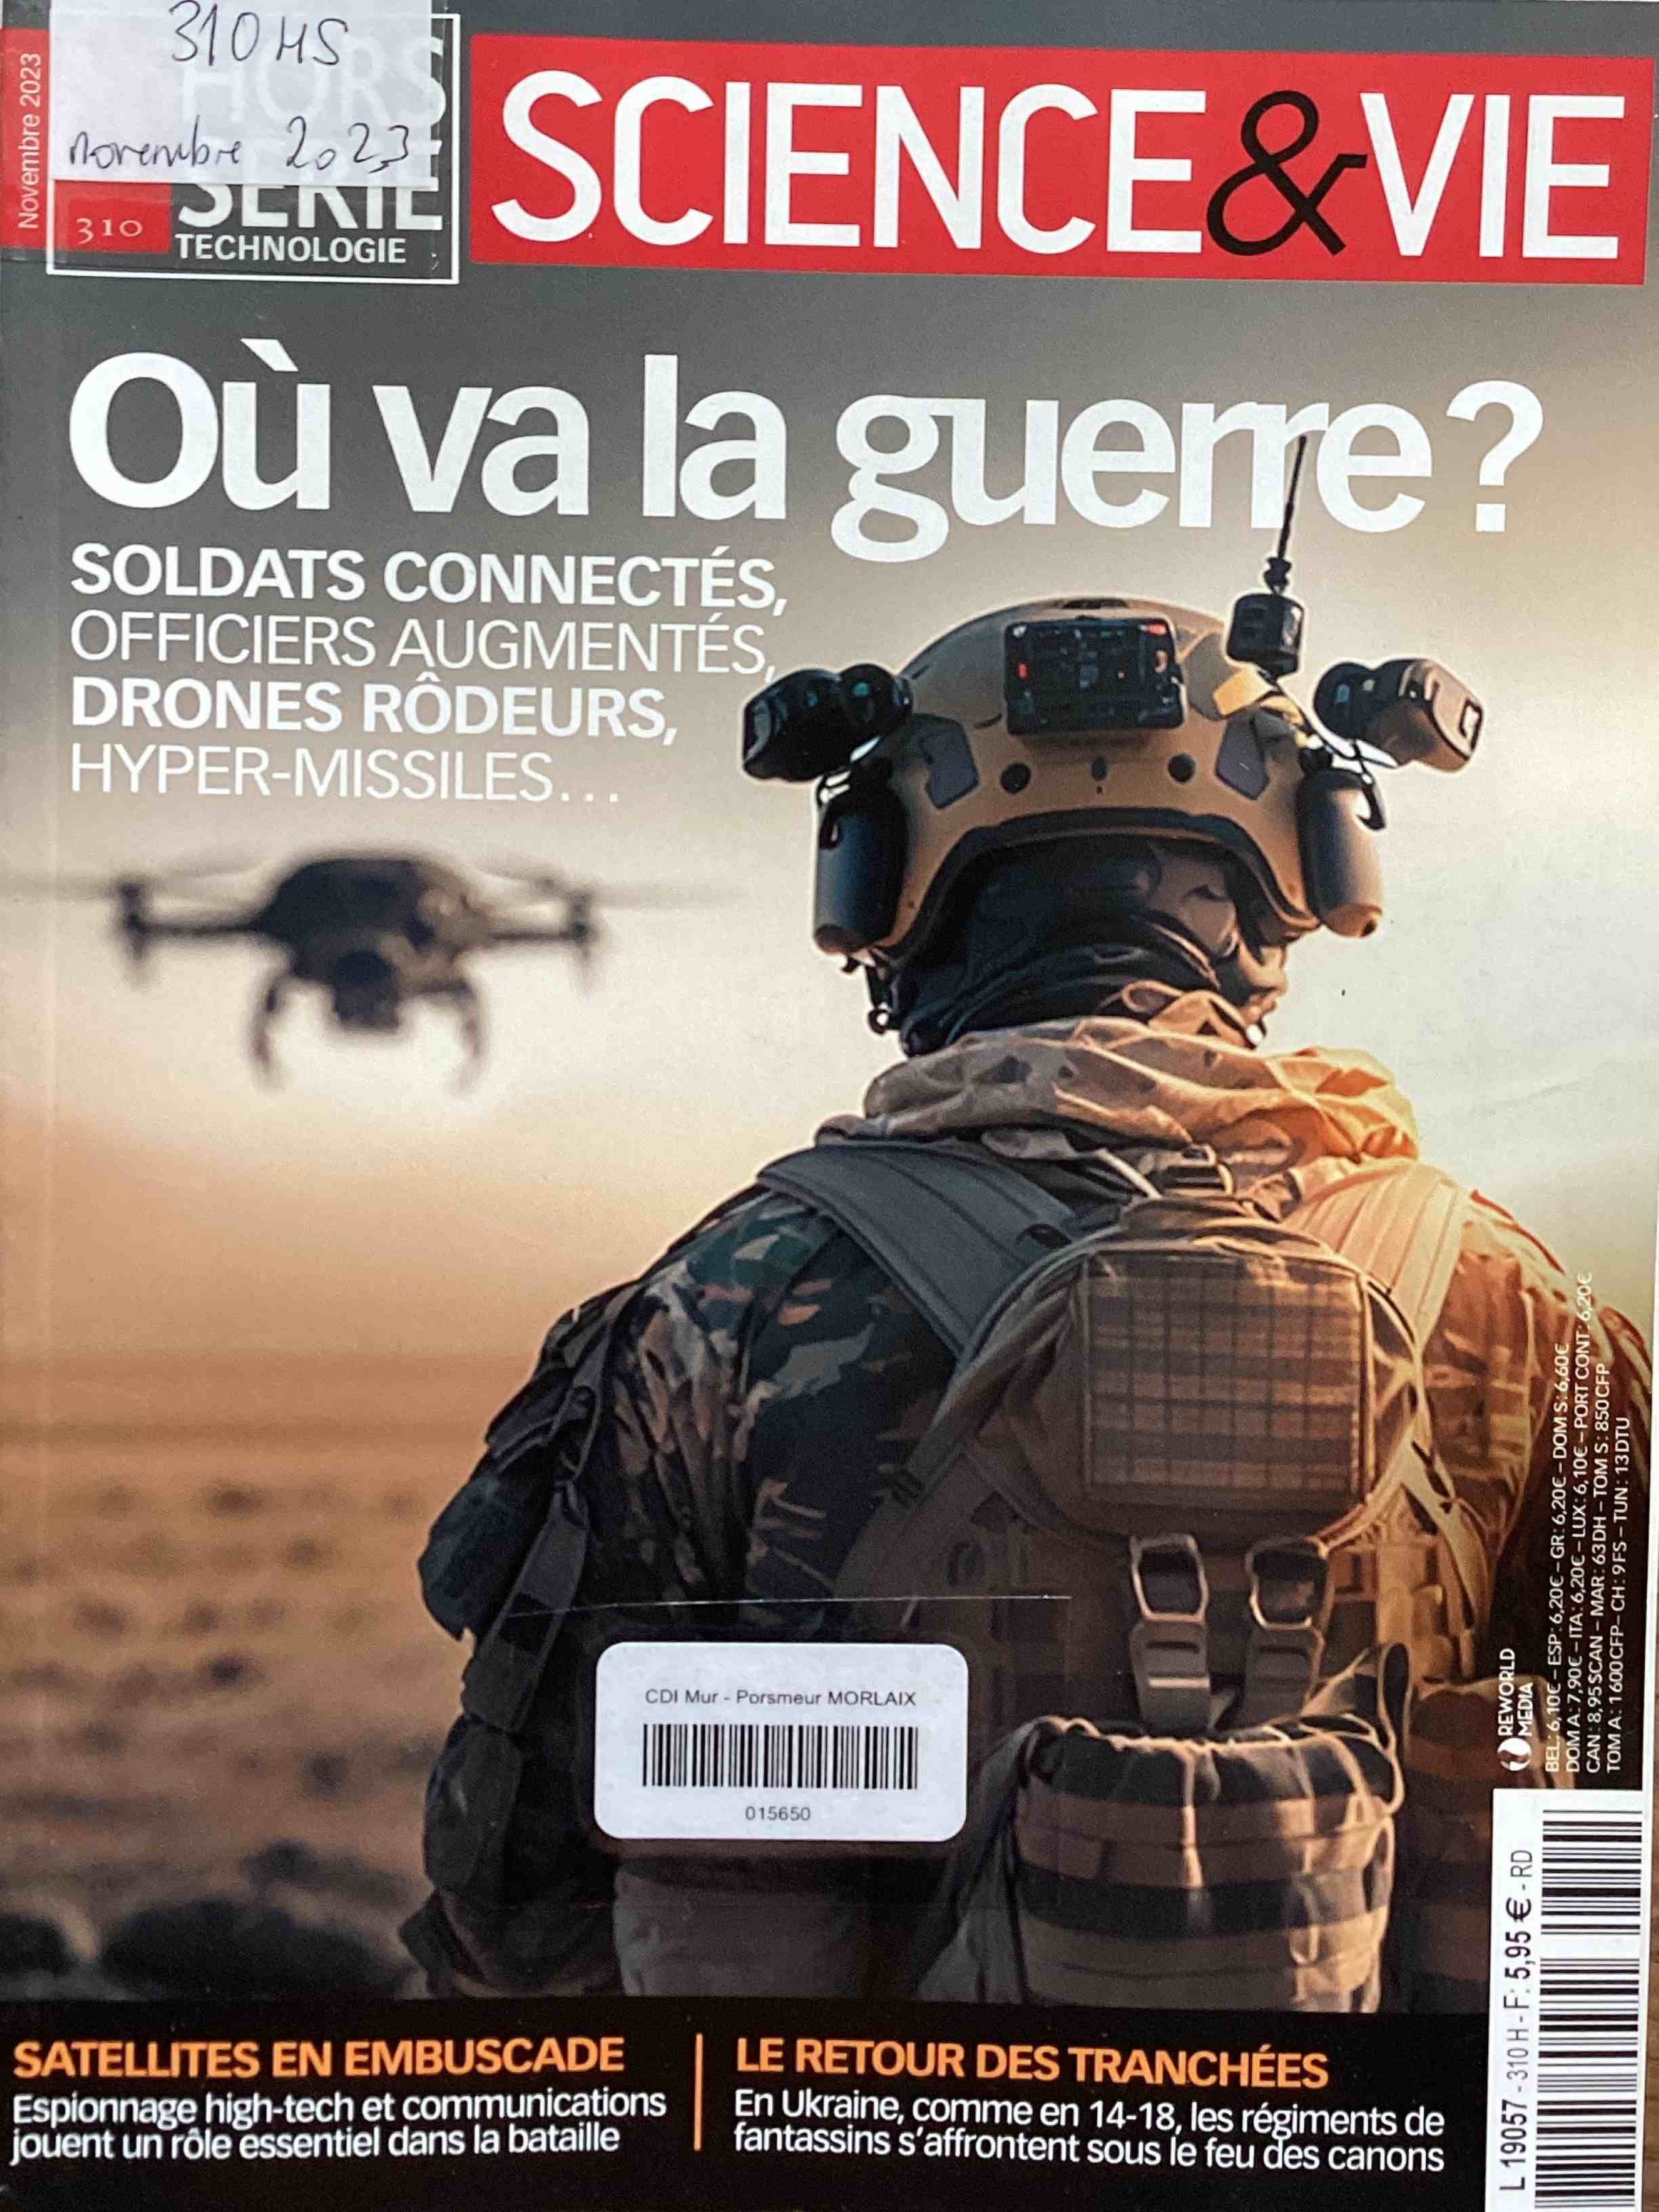 310 HS
novembre 2023
Novembre 2023
HORS
SÉRIE
310
TECHNOLOGIE
SCIENCE&VIE
Où va la guerre ?
SOLDATS CONNECTÉS,
OFFICIERS AUGMENTÉS,
DRONES RÔDEURS,
HYPER-MISSILES...
CDI Mur - Porsmeur MORLAIX
015650
REWORLD
MEDIA
BEL: 6,10€ – ESP: 6,20€ – GR: 6,20€ – DOM S: 6,60€
DOM A: 7,90€ – ITA: 6,20€ – LUX: 6,10€ – PORT CONT: 6,20€
CAN: 8,95$CAN – MAR: 63DH – TOM S: 850CFP
TOM A: 1600CFP – CH: 9FS – TUN: 13DTU
L 19057 - 310 H - F: 5,95 € - RD
SATELLITES EN EMBUSCADE
Espionnage high-tech et communications
jouent un rôle essentiel dans la bataille
LE RETOUR DES TRANCHÉES
En Ukraine, comme en 14-18, les régiments de
fantassins s’affrontent sous le feu des canons